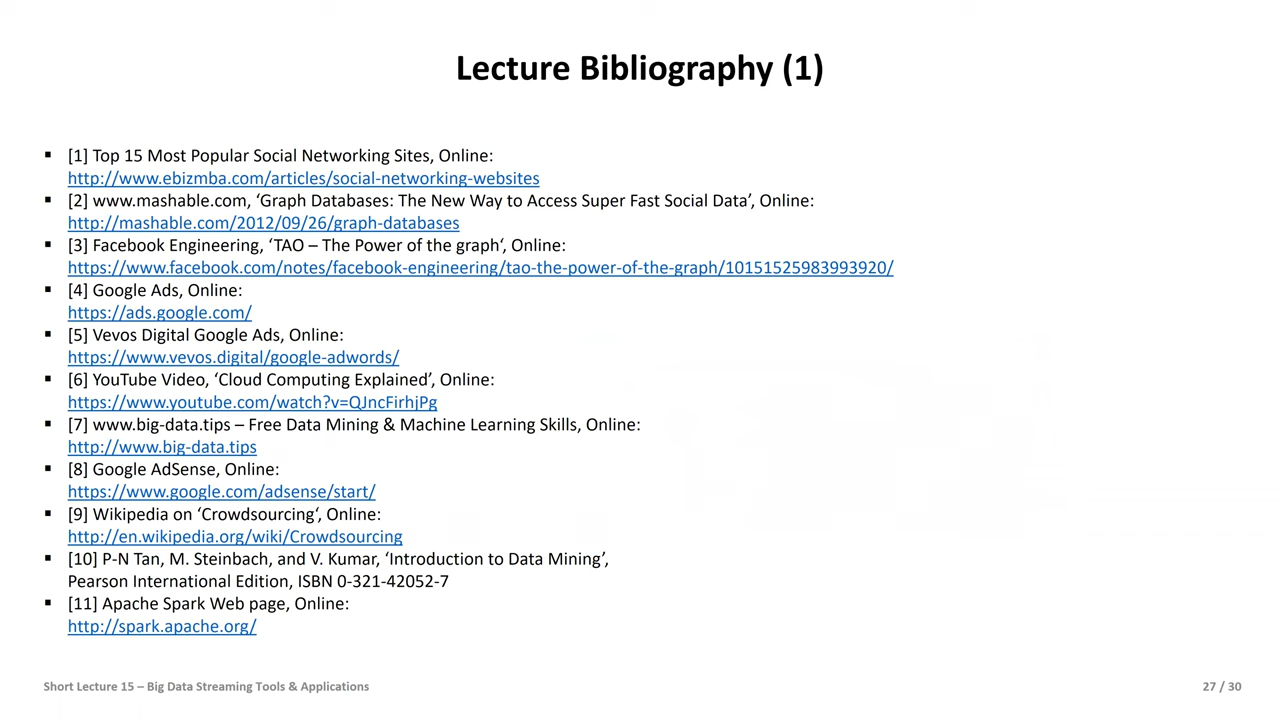 Lecture Bibliography (1)
▪ [1] Top 15 Most Popular Social Networking Sites, Online:
http://www.ebizmba.com/articles/social-networking-websites
▪ [2] www.mashable.com, ‘Graph Databases: The New Way to Access Super Fast Social Data’, Online:
http://mashable.com/2012/09/26/graph-databases
▪ [3] Facebook Engineering, ‘TAO – The Power of the graph‘, Online:
https://www.facebook.com/notes/facebook-engineering/tao-the-power-of-the-graph/10151525983993920/
▪ [4] Google Ads, Online:
https://ads.google.com/
▪ [5] Vevos Digital Google Ads, Online:
https://www.vevos.digital/google-adwords/
▪ [6] YouTube Video, ‘Cloud Computing Explained’, Online:
https://www.youtube.com/watch?v=QJncFirhjPg
▪ [7] www.big-data.tips – Free Data Mining & Machine Learning Skills, Online:
http://www.big-data.tips
▪ [8] Google AdSense, Online:
https://www.google.com/adsense/start/
▪ [9] Wikipedia on ‘Crowdsourcing‘, Online:
http://en.wikipedia.org/wiki/Crowdsourcing
▪ [10] P-N Tan, M. Steinbach, and V. Kumar, ‘Introduction to Data Mining’,
Pearson International Edition, ISBN 0-321-42052-7
▪ [11] Apache Spark Web page, Online:
http://spark.apache.org/
Short Lecture 15 – Big Data Streaming Tools & Applications
27 / 30